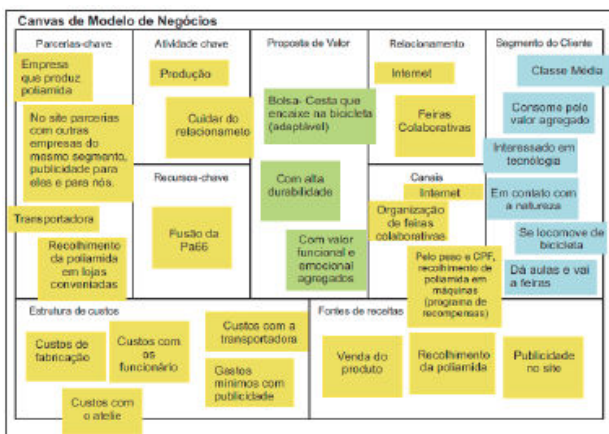 Canvas de Modelo de Negócios
Parcerias-chave
Empresa
que produz
poliamida
No site parcerias
com outras
empresas do
mesmo segmento,
publicidade para
eles e para nós.
Transportadora
Recolhimento
da poliamida
em lojas
conveniadas
Atividade chave
Produção
Cuidar do
relacionameto
Recursos-chave
Fusão da
Pa66
Proposta de Valor
Bolsa- Cesta que
encaixe na bicicleta
(adaptável)
Com alta
durabilidade
Com valor
funcional e
emocional
agregados
Relacionamento
Internet
Feiras
Colaborativas
Canais
Internet
Organização
de feiras
colaborativas
Pelo peso e CPF,
recolhimento de
poliamida em
máquinas
(programa de
recompensas)
Segmento do Cliente
Classe Média
Consome pelo
valor agregado
Interessado em
tecnólogia
Em contato com
a natureza
Se locomove de
bicicleta
Dá aulas e vai
a feiras
Estrutura de custos
Custos de
fabricação
Custos com
os
funcionário
Custos com a
transportadora
Gastos
mínimos com
publicidade
Custos com
o atelie
Fontes de receitas
Venda do
produto
Recolhimento
da poliamida
Publicidade
no site